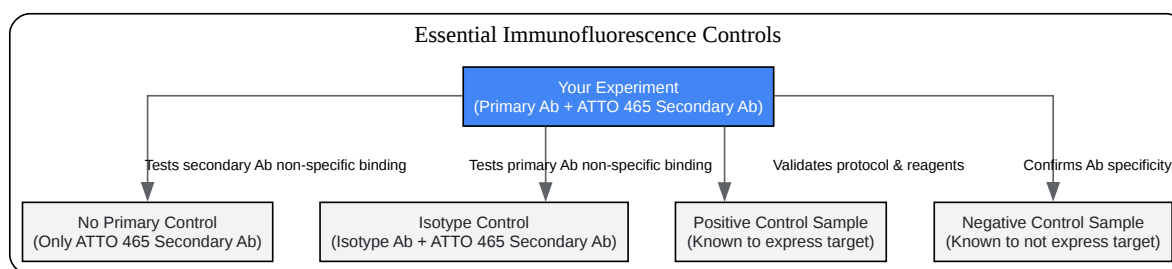 Essential Immunofluorescence Controls
Your Experiment
(Primary Ab + ATTO 465 Secondary Ab)
Tests secondary Ab non-specific binding
Tests primary Ab non-specific binding
Validates protocol & reagents
Confirms Ab specificity
No Primary Control
(Only ATTO 465 Secondary Ab)
Isotype Control
(Isotype Ab + ATTO 465 Secondary Ab)
Positive Control Sample
(Known to express target)
Negative Control Sample
(Known to not express target)